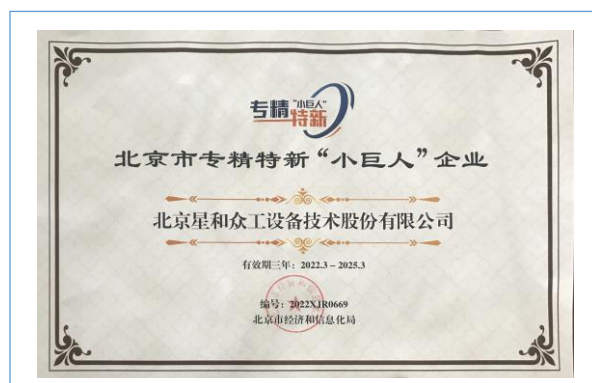 专精
“小巨人”
特新
北京市专精特新“小巨人”企业
北京星和众工设备技术股份有限公司
有效期三年：2022.3－2025.3
编号：2022XJR0669
北京市经济和信息化局